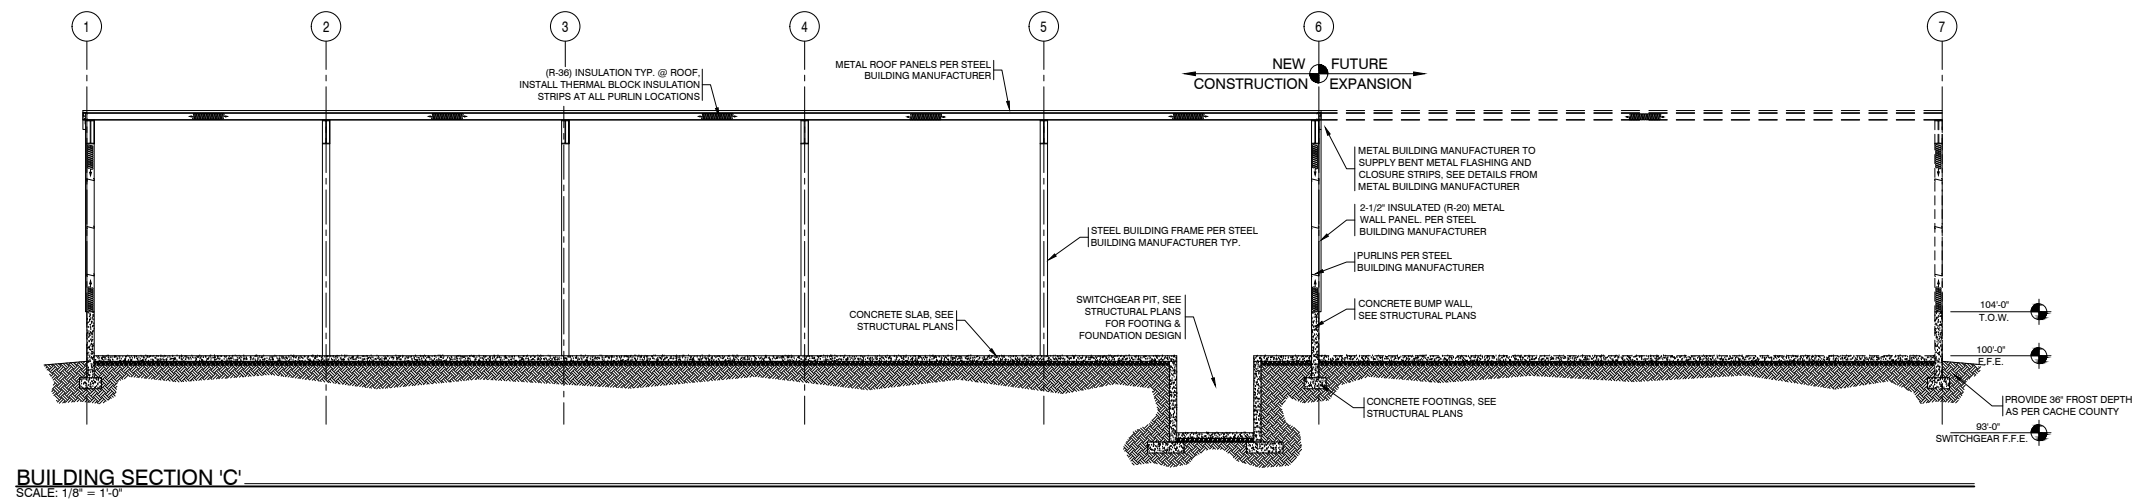 1
2
3
4
5
6
7
(R-36) INSULATION TYP. @ ROOF,
INSTALL THERMAL BLOCK INSULATION
STRIPS AT ALL PURLIN LOCATIONS
METAL ROOF PANELS PER STEEL
BUILDING MANUFACTURER
NEW
CONSTRUCTION
FUTURE
EXPANSION
METAL BUILDING MANUFACTURER TO
SUPPLY BENT METAL FLASHING AND
CLOSURE STRIPS, SEE DETAILS FROM
METAL BUILDING MANUFACTURER
2-1/2" INSULATED (R-20) METAL
WALL PANEL. PER STEEL
BUILDING MANUFACTURER
STEEL BUILDING FRAME PER STEEL
BUILDING MANUFACTURER TYP.
PURLINS PER STEEL
BUILDING MANUFACTURER
SWITCHGEAR PIT, SEE
STRUCTURAL PLANS
FOR FOOTING &
FOUNDATION DESIGN
CONCRETE SLAB, SEE
STRUCTURAL PLANS
CONCRETE BUMP WALL,
SEE STRUCTURAL PLANS
104'-0"
T.O.W.
100'-0"
F.F.E.
CONCRETE FOOTINGS, SEE
STRUCTURAL PLANS
PROVIDE 36" FROST DEPTH
AS PER CACHE COUNTY
93'-0"
SWITCHGEAR F.F.E.
BUILDING SECTION 'C'
SCALE: 1/8" = 1'-0"